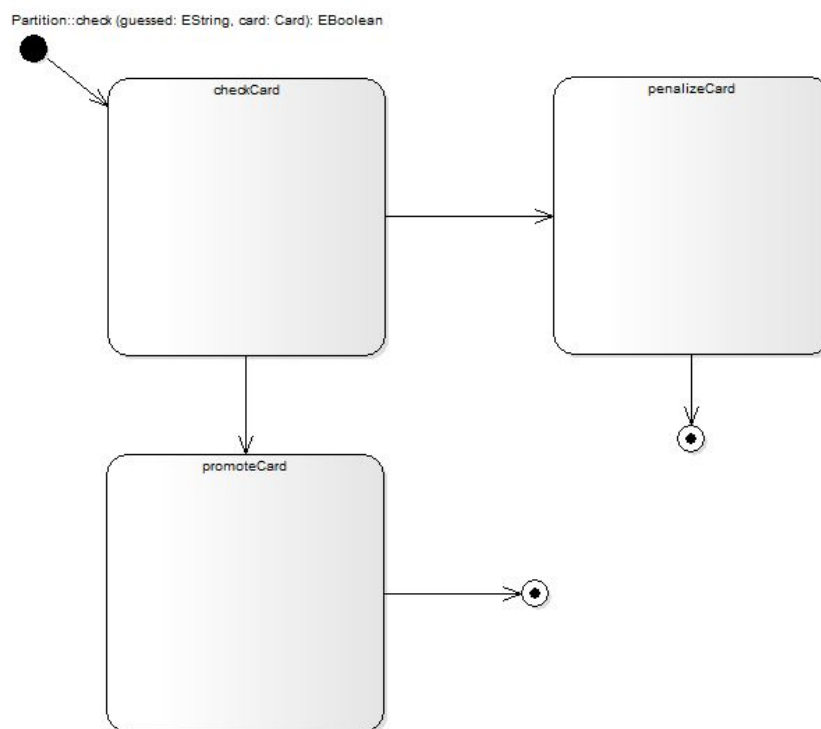 Partition::check (guessed: EString, card: Card): EBoolean
checkCard
penalizeCard
promoteCard